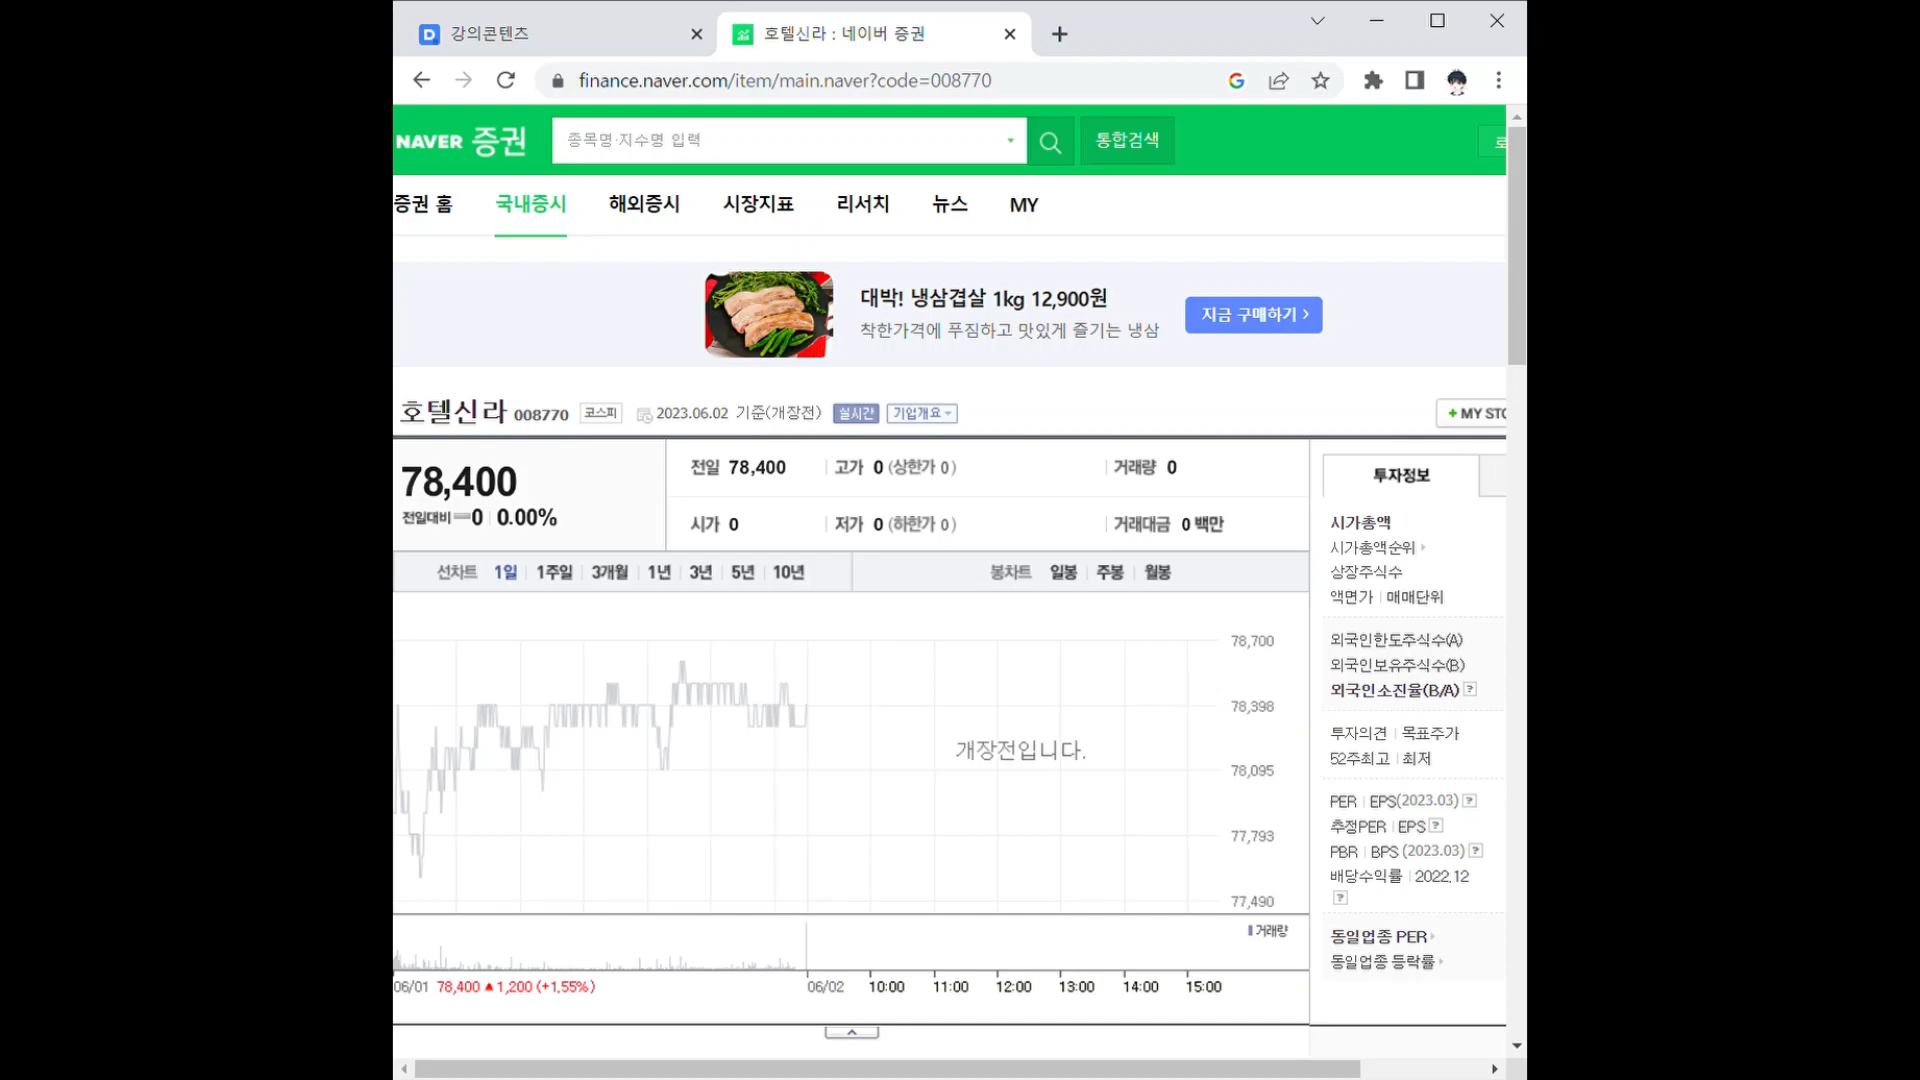 강의콘텐츠
호텔신라 : 네이버 증권
finance.naver.com/item/main.naver?code=008770
NAVER 증권
종목명·지수명 입력
통합검색
증권 홈
국내증시
해외증시
시장지표
리서치
뉴스
MY
대박! 냉삼겹살 1kg 12,900원
착한가격에 푸짐하고 맛있게 즐기는 냉삼
지금 구매하기 >
호텔신라 008770 코스피 2023.06.02 기준(개장전) 실시간 기업개요
+ MY STO
78,400
전일대비 0 0.00%
전일 78,400 고가 0 (상한가 0) 거래량 0
시가 0 저가 0 (하한가 0) 거래대금 0 백만
선차트 1일 1주일 3개월 1년 3년 5년 10년
봉차트 일봉 주봉 월봉
78,700
78,398
개장전입니다.
78,095
77,793
77,490
거래량
06/01 78,400 ▲1,200 (+1.55%)
06/02 10:00 11:00 12:00 13:00 14:00 15:00
투자정보
시가총액
시가총액순위
상장주식수
액면가 | 매매단위
외국인한도주식수(A)
외국인보유주식수(B)
외국인소진율(B/A) ?
투자의견 | 목표주가
52주최고 | 최저
PER | EPS(2023.03) ?
추정PER | EPS ?
PBR | BPS (2023.03) ?
배당수익률 | 2022.12
?
동일업종 PER
동일업종 등락률